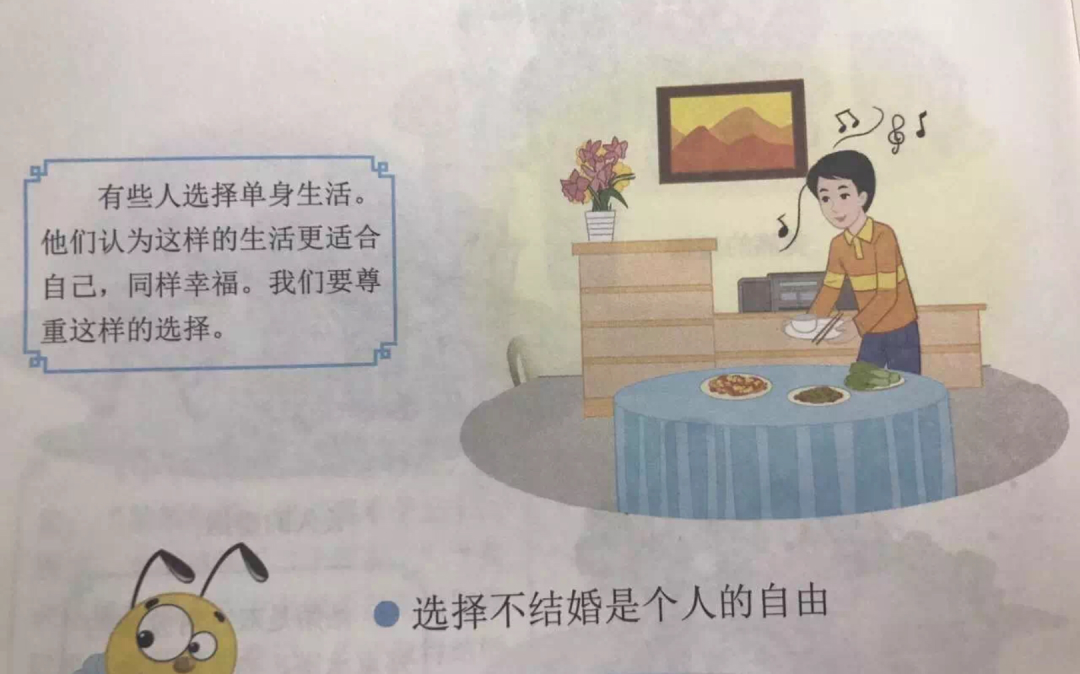 有些人选择单身生活。
他们认为这样的生活更适合
自己，同样幸福。我们要尊
重这样的选择。
选择不结婚是个人的自由